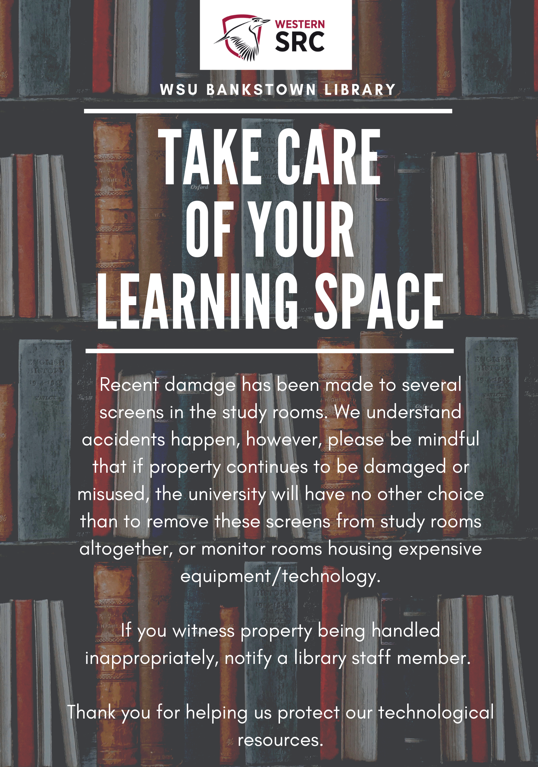 WESTERN
SRC
WSU BANKSTOWN LIBRARY
TAKE CARE
OF YOUR
LEARNING SPACE
Recent damage has been made to several
screens in the study rooms. We understand
accidents happen, however, please be mindful
that if property continues to be damaged or
misused, the university will have no other choice
than to remove these screens from study rooms
altogether, or monitor rooms housing expensive
equipment/technology.
If you witness property being handled
inappropriately, notify a library staff member.
Thank you for helping us protect our technological
resources.